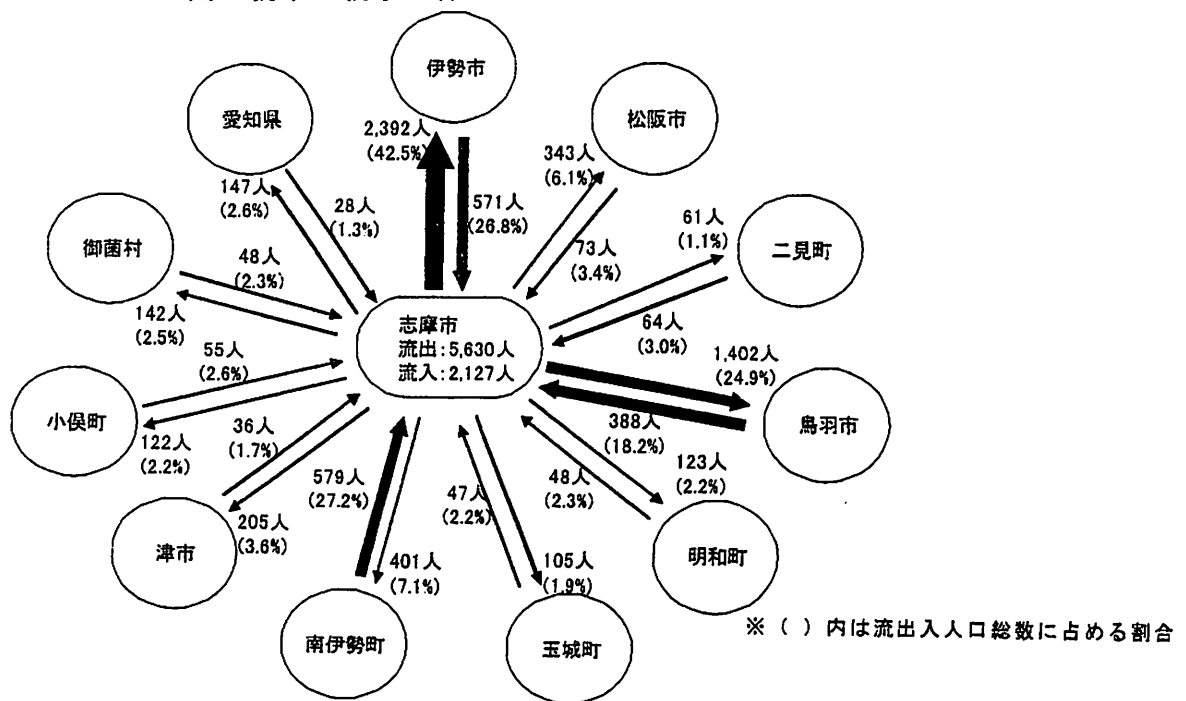 伊勢市
愛知県
松阪市
2,392人
(42.5%)
343人
(6.1%)
147人
(2.6%)
28人
(1.3%)
571人
(26.8%)
61人
(1.1%)
御薗村
48人
(2.3%)
73人
(3.4%)
二見町
142人
(2.5%)
志摩市
流出:5,630人
流入:2,127人
64人
(3.0%)
55人
(2.6%)
1,402人
(24.9%)
小俣町
122人
(2.2%)
36人
(1.7%)
388人
(18.2%)
鳥羽市
579人
(27.2%)
47人
(2.2%)
48人
(2.3%)
123人
(2.2%)
津市
205人
(3.6%)
401人
(7.1%)
105人
(1.9%)
明和町
南伊勢町
玉城町
※()内は流出入人口総数に占める割合